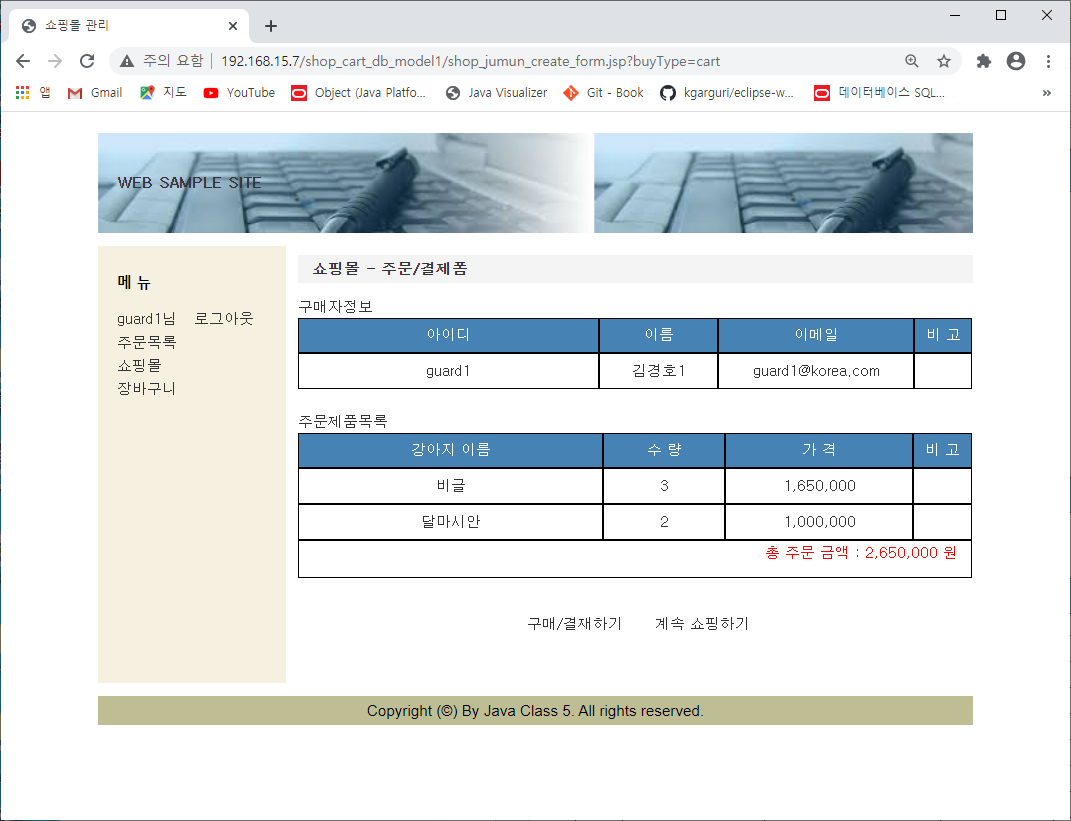 쇼핑몰 관리
주의 요함 | 192.168.15.7/shop_cart_db_model1/shop_jumun_create_form.jsp?buyType=cart
앱 Gmail 지도 YouTube Object (Java Platfo... Java Visualizer Git - Book kgarguri/eclipse-w... 데이터베이스 SQL... »
WEB SAMPLE SITE
메 뉴
guard1님 로그아웃
주문목록
쇼핑몰
장바구니
쇼핑몰 - 주문/결제폼
구매자정보
아이디 이름 이메일 비 고
guard1 김경호1 guard1@korea.com
주문제품목록
강아지 이름 수 량 가 격 비 고
비글 3 1,650,000
달마시안 2 1,000,000
총 주문 금액 : 2,650,000 원
구매/결재하기 계속 쇼핑하기
Copyright (©) By Java Class 5. All rights reserved.